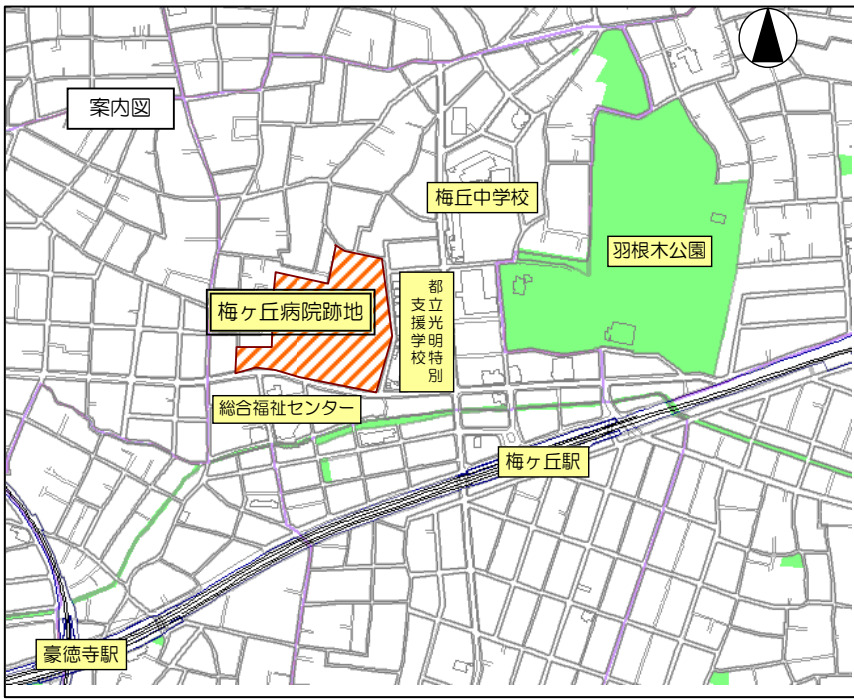 案内図
梅丘中学校
羽根木公園
梅ヶ丘病院跡地
都立光明特別
支援学校
総合福祉センター
梅ヶ丘駅
豪徳寺駅